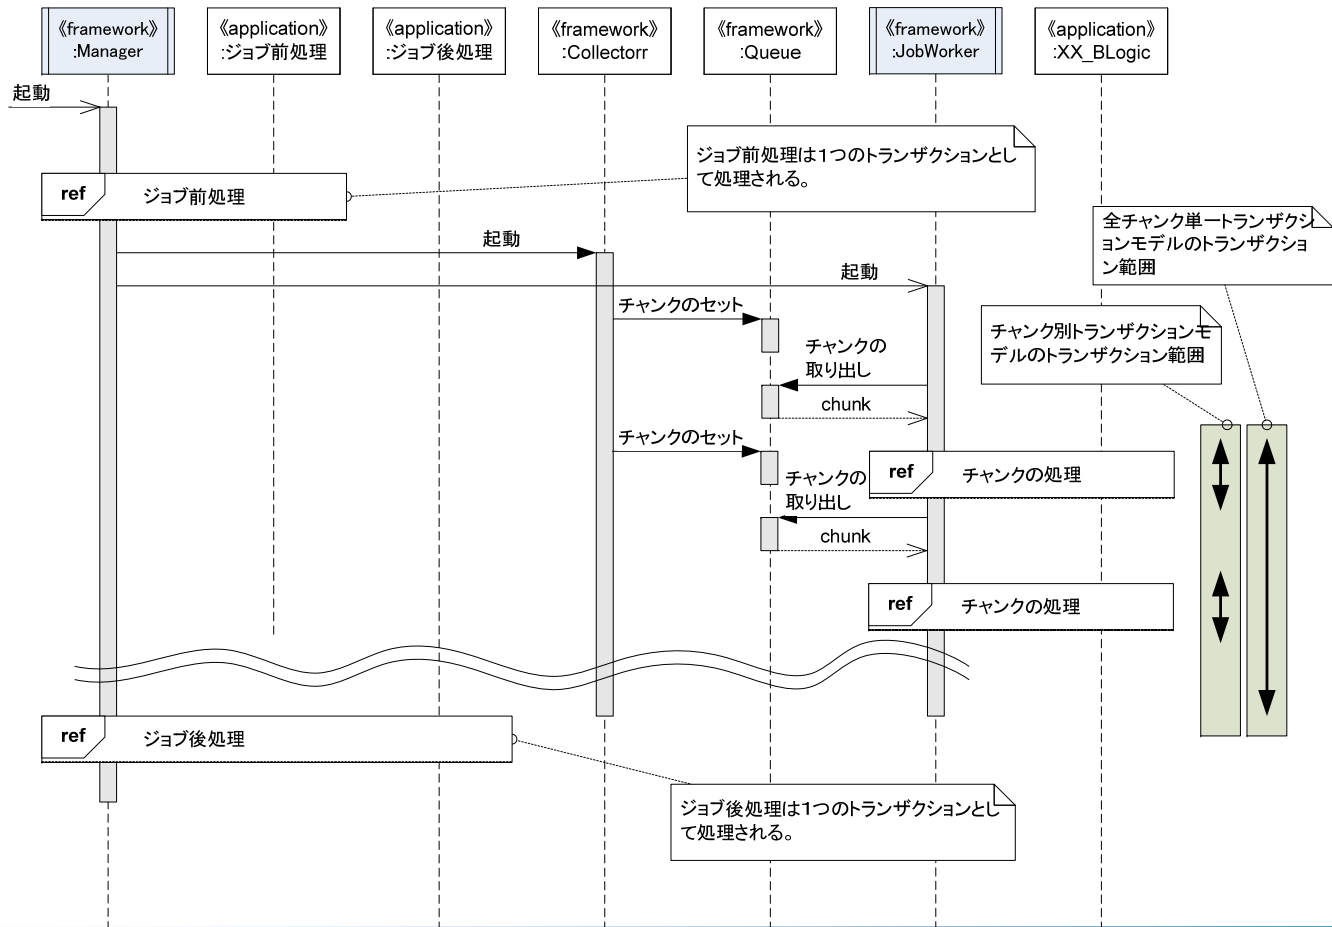 《framework》
:Manager
《application》
:ジョブ前処理
《application》
:ジョブ後処理
《framework》
:Collectorr
《framework》
:Queue
《framework》
:JobWorker
《application》
:XX_BLogic
起動
ジョブ前処理は1つのトランザクションとし
て処理される。
ref
ジョブ前処理
全チャンク単一トランザクシ
ョンモデルのトランザクショ
ン範囲
起動
起動
チャンクのセット
チャンク別トランザクションモ
デルのトランザクション範囲
チャンクの
取り出し
chunk
チャンクのセット
ref
チャンクの処理
チャンクの
取り出し
chunk
ref
チャンクの処理
ref
ジョブ後処理
ジョブ後処理は1つのトランザクションとし
て処理される。